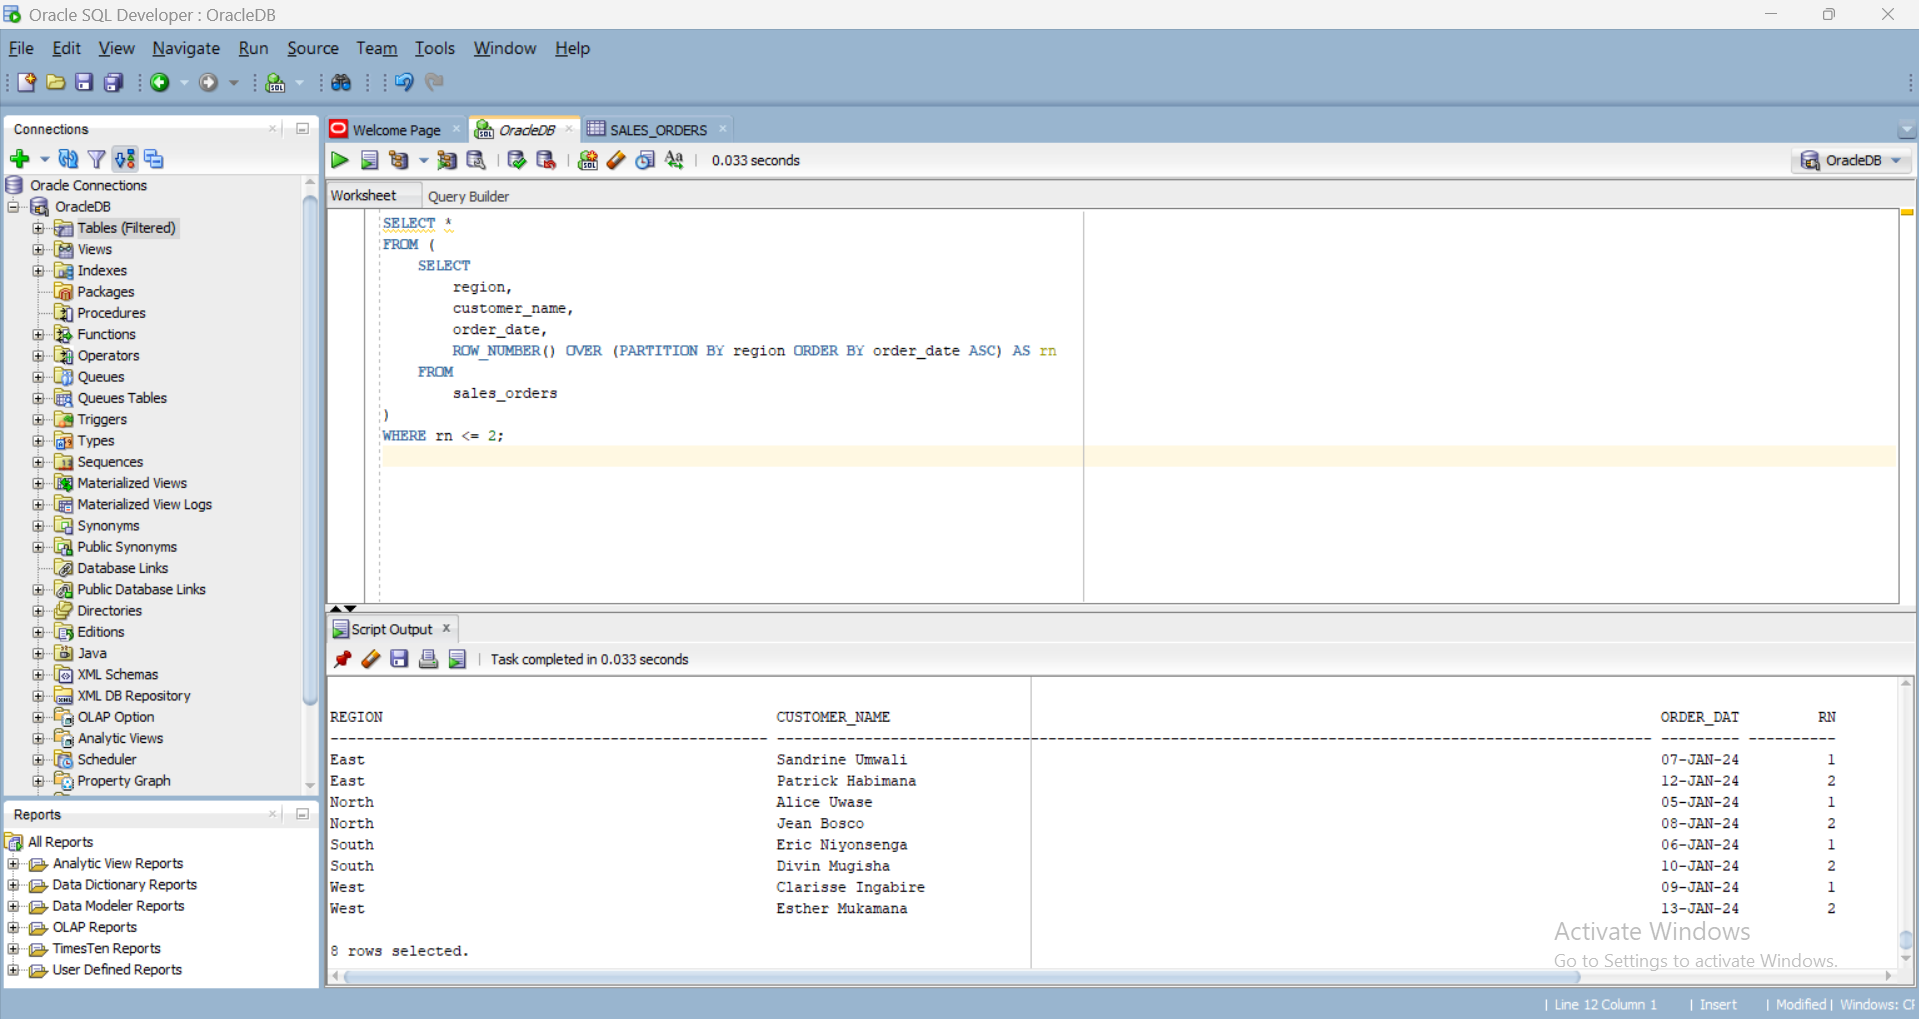 Oracle SQL Developer : OracleDB
File Edit View Navigate Run Source Team Tools Window Help
Connections
Oracle Connections
OracleDB
Tables (Filtered)
Views
Indexes
Packages
Procedures
Functions
Operators
Queues
Queues Tables
Triggers
Types
Sequences
Materialized Views
Materialized View Logs
Synonyms
Public Synonyms
Database Links
Public Database Links
Directories
Editions
Java
XML Schemas
XML DB Repository
OLAP Option
Analytic Views
Scheduler
Property Graph
Reports
All Reports
Analytic View Reports
Data Dictionary Reports
Data Modeler Reports
OLAP Reports
TimesTen Reports
User Defined Reports
Welcome Page OracleDB SALES_ORDERS
0.033 seconds OracleDB
Worksheet Query Builder
SELECT *
FROM (
SELECT
region,
customer_name,
order_date,
ROW_NUMBER() OVER (PARTITION BY region ORDER BY order_date ASC) AS rn
FROM
sales_orders
)
WHERE rn <= 2;
Script Output
Task completed in 0.033 seconds
REGION CUSTOMER_NAME ORDER_DAT RN
East Sandrine Umwali 07-JAN-24 1
East Patrick Habimana 12-JAN-24 2
North Alice Uwase 05-JAN-24 1
North Jean Bosco 08-JAN-24 2
South Eric Niyonsenga 06-JAN-24 1
South Divin Mugisha 10-JAN-24 2
West Clarisse Ingabire 09-JAN-24 1
West Esther Mukamana 13-JAN-24 2
8 rows selected.
Activate Windows
Go to Settings to activate Windows.
Line 12 Column 1 Insert Modified Windows: CR